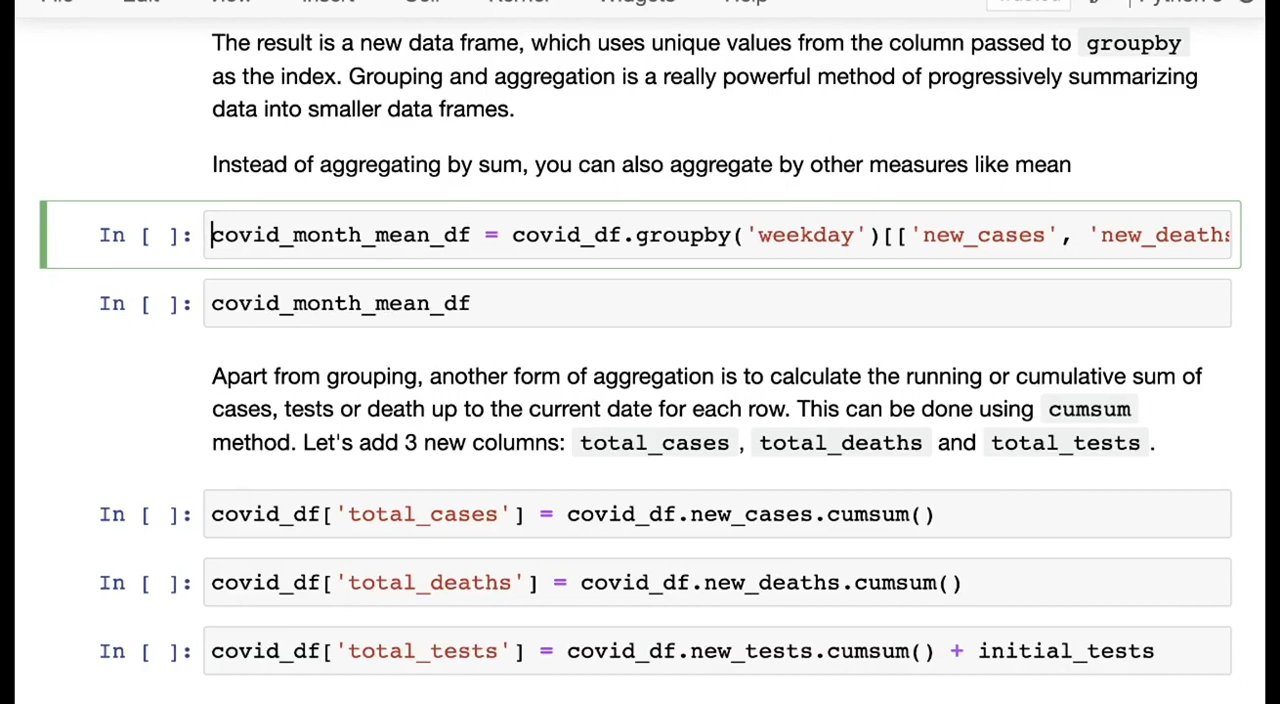 The result is a new data frame, which uses unique values from the column passed to groupby
as the index. Grouping and aggregation is a really powerful method of progressively summarizing
data into smaller data frames.
Instead of aggregating by sum, you can also aggregate by other measures like mean
In [ ]: covid_month_mean_df = covid_df.groupby('weekday')[['new_cases', 'new_deaths
In [ ]: covid_month_mean_df
Apart from grouping, another form of aggregation is to calculate the running or cumulative sum of
cases, tests or death up to the current date for each row. This can be done using cumsum
method. Let's add 3 new columns: total_cases , total_deaths and total_tests .
In [ ]: covid_df['total_cases'] = covid_df.new_cases.cumsum()
In [ ]: covid_df['total_deaths'] = covid_df.new_deaths.cumsum()
In [ ]: covid_df['total_tests'] = covid_df.new_tests.cumsum() + initial_tests